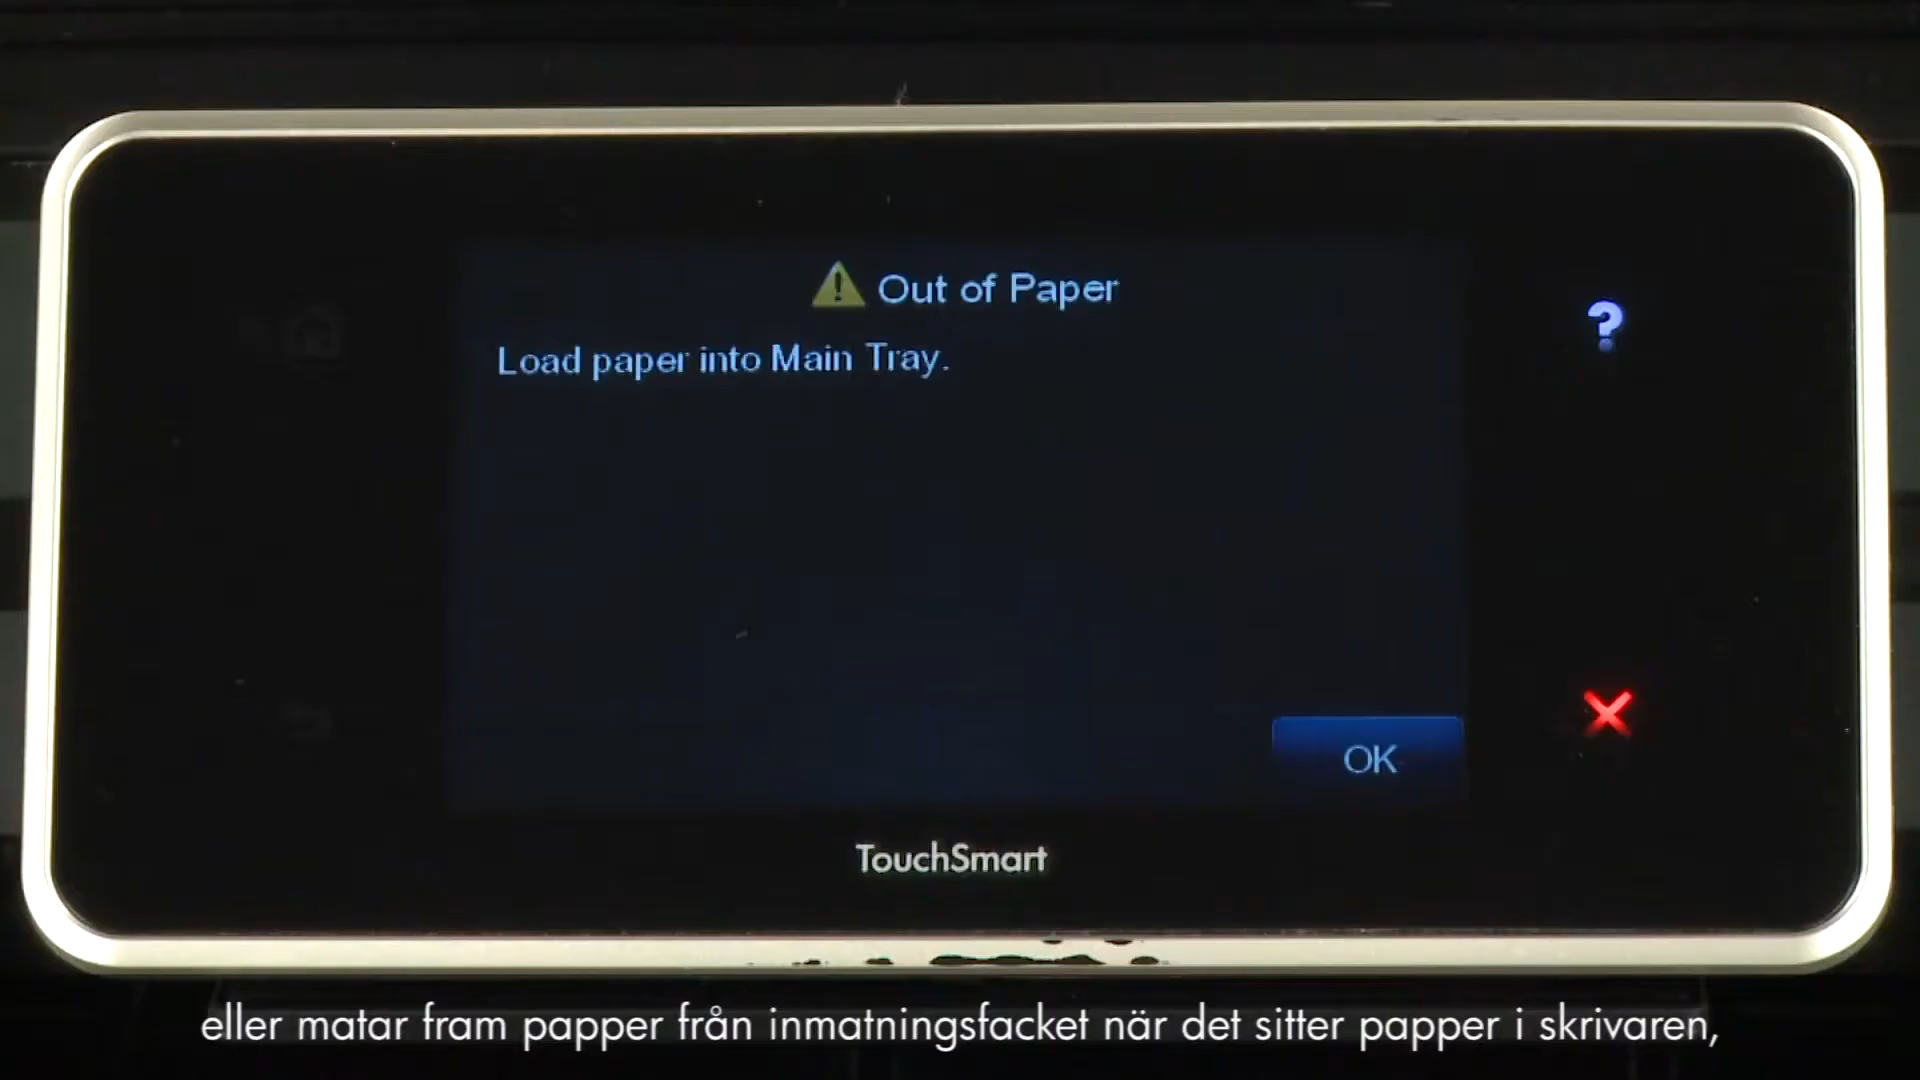 Out of Paper
Load paper into Main Tray.
?
OK
TouchSmart
eller matar fram papper från inmatningsfacket när det sitter papper i skrivaren,